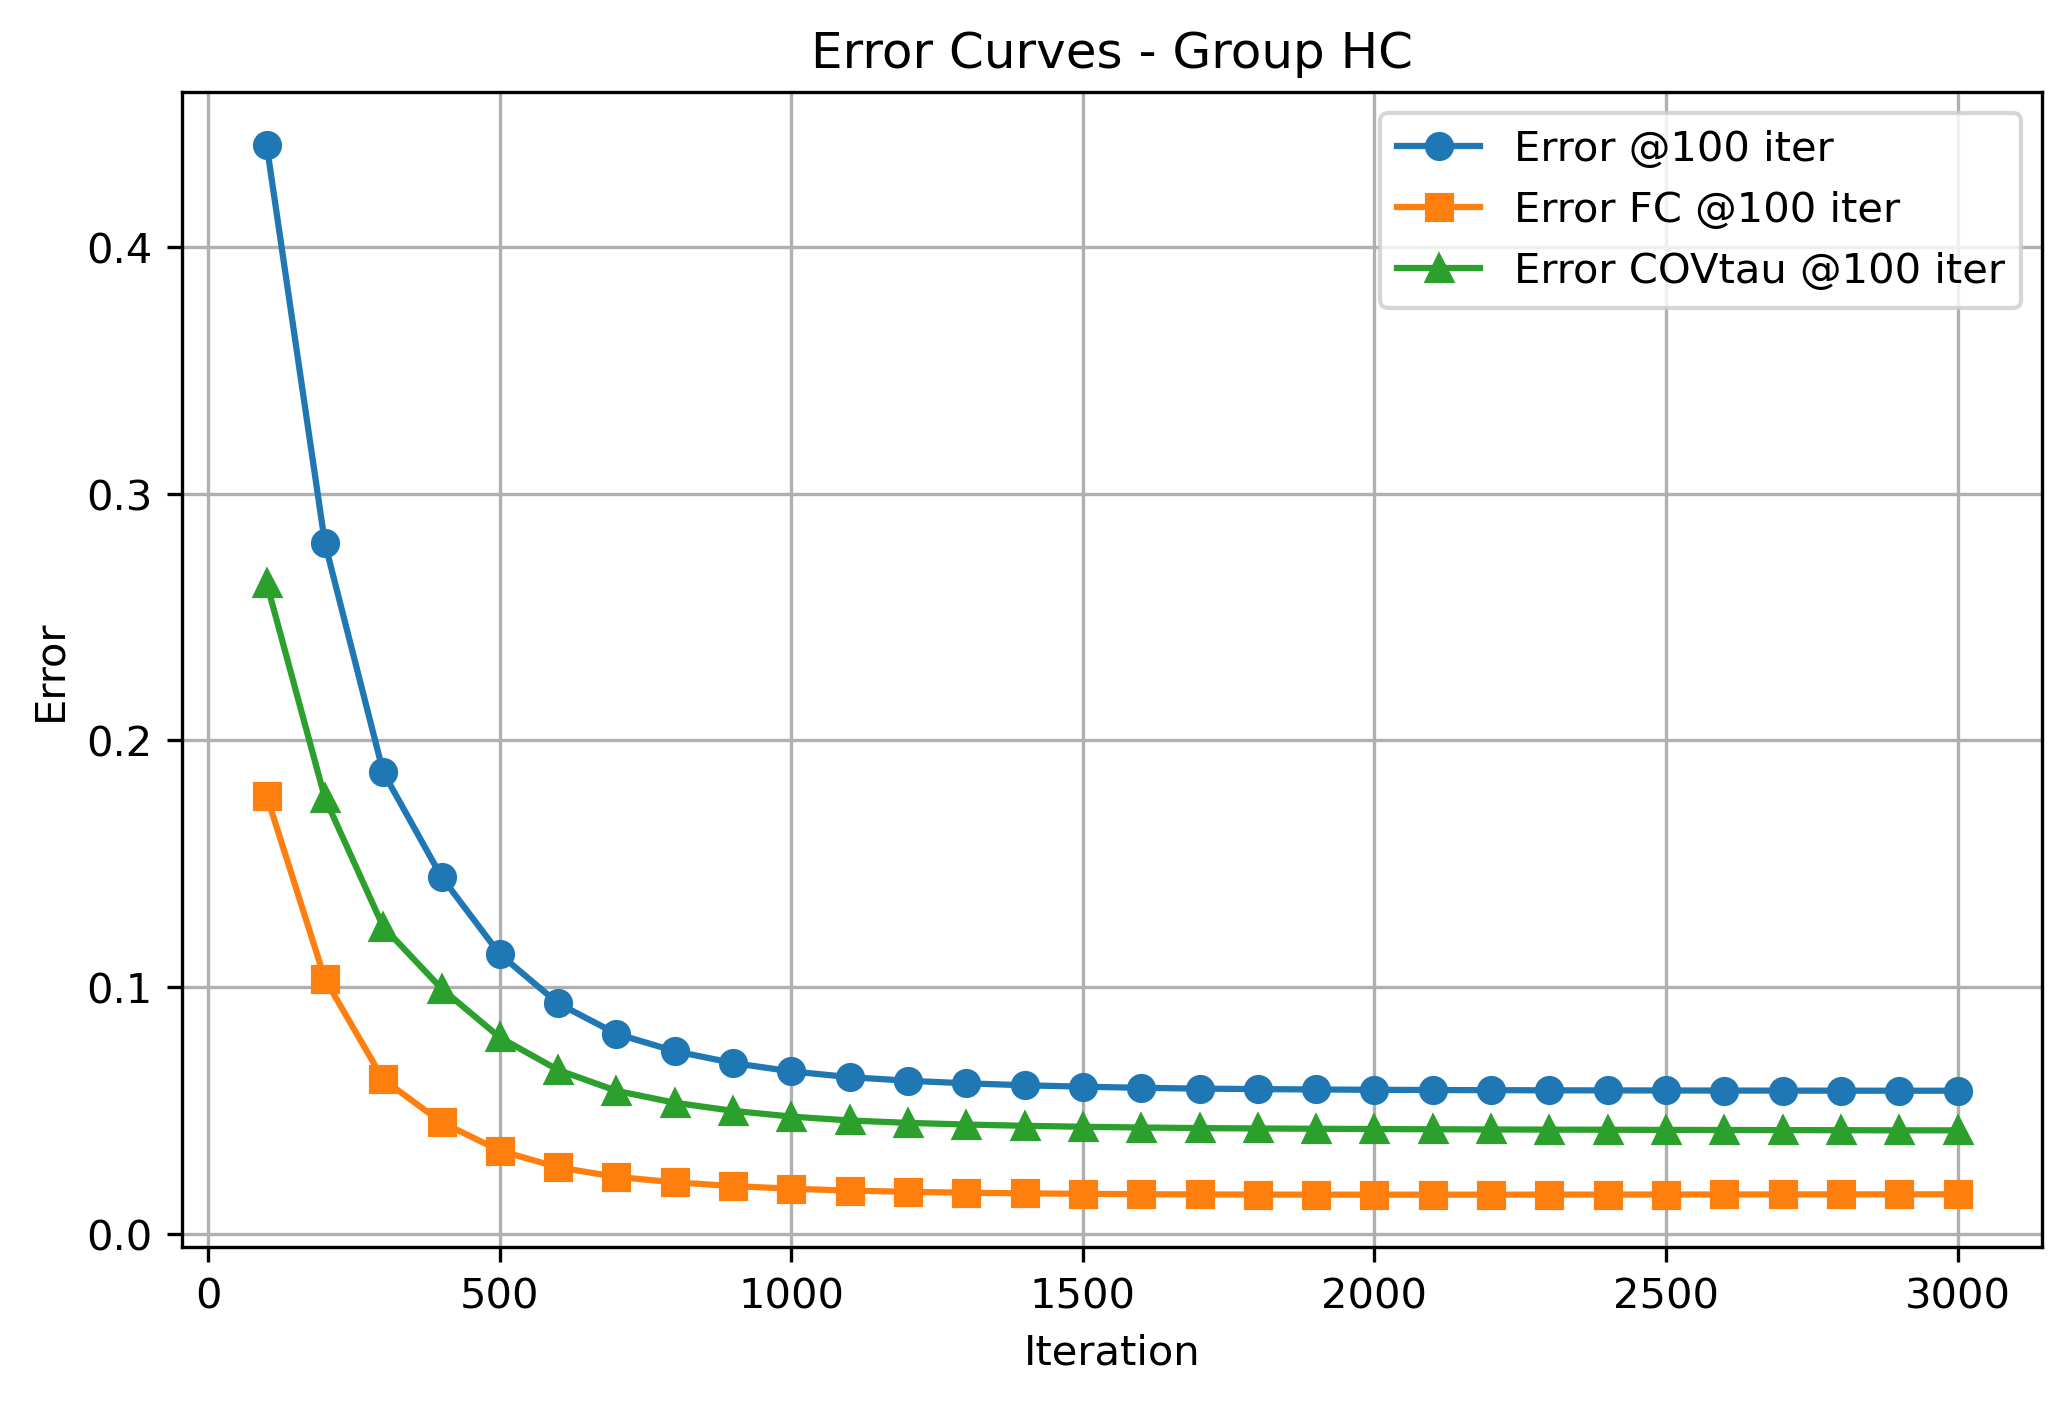 Error Curves - Group HC
Error @100 iter
Error FC @100 iter
Error COVtau @100 iter
0.4
0.3
0.2
0.1
0.0
Error
0 500 1000 1500 2000 2500 3000
Iteration